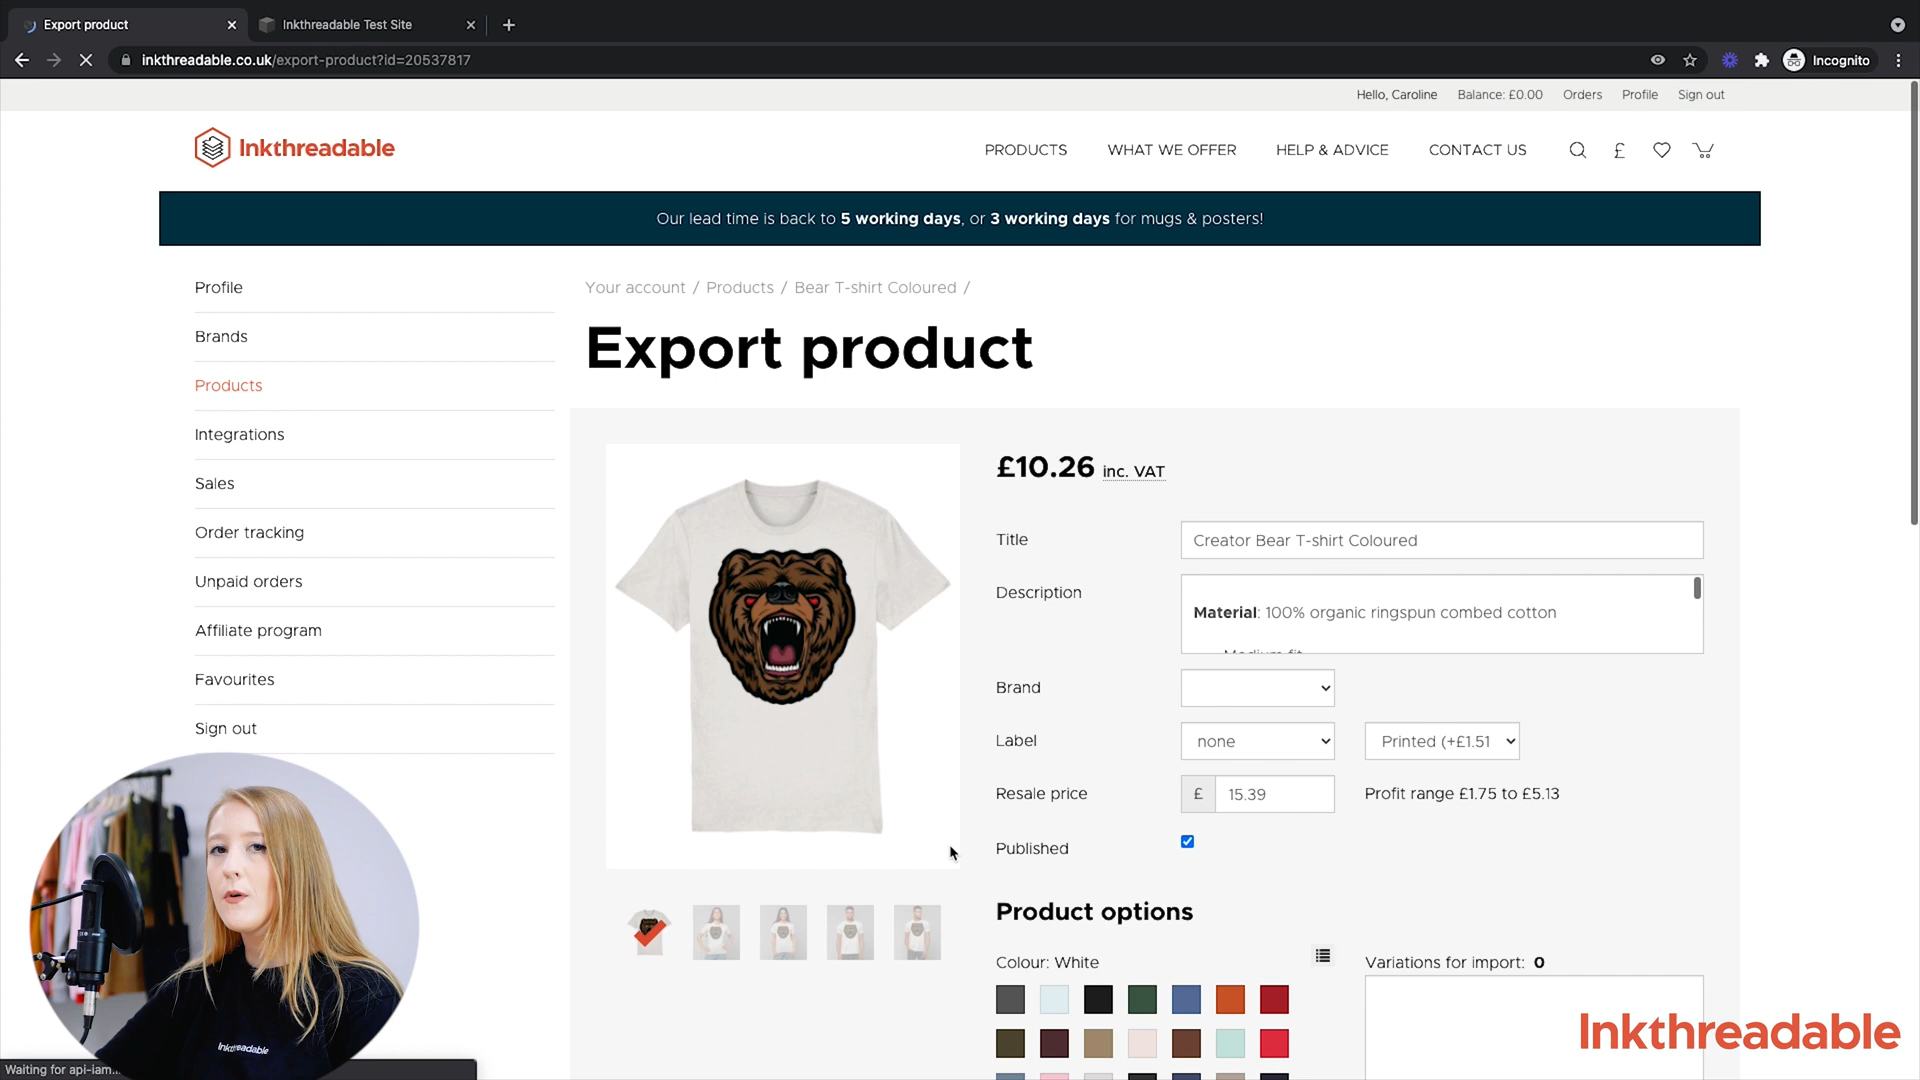 Export product
Inkthreadable Test Site
inkthreadable.co.uk/export-product?id=20537817
Incognito
Hello, Caroline
Balance: £0.00
Orders
Profile
Sign out
Inkthreadable
PRODUCTS
WHAT WE OFFER
HELP & ADVICE
CONTACT US
£
Our lead time is back to 5 working days, or 3 working days for mugs & posters!
Profile
Brands
Products
Integrations
Sales
Order tracking
Unpaid orders
Affiliate program
Favourites
Sign out
Your account / Products / Bear T-shirt Coloured /
Export product
£10.26 inc. VAT
Title
Creator Bear T-shirt Coloured
Description
Material: 100% organic ringspun combed cotton
Medium fit
Brand
Label
none
Printed (+£1.51
Resale price
£
15.39
Profit range £1.75 to £5.13
Published
Product options
Colour: White
Variations for import: 0
Inkthreadable
Inkthreadable
Waiting for api-iam...